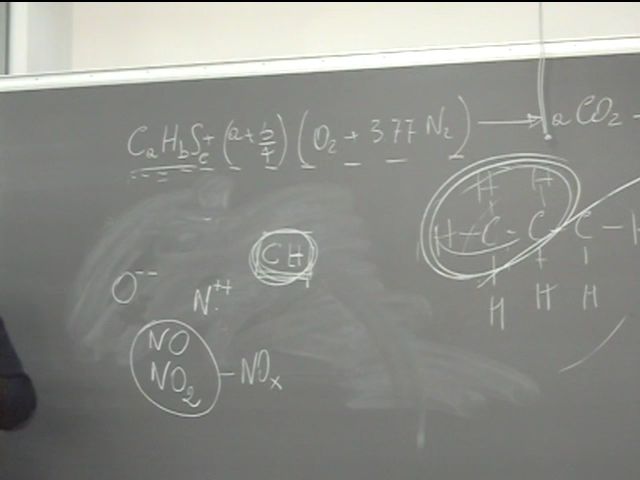 CaHbSc + (a + b/4) (O2 + 3.77 N2) → a CO2 -
H H
H - C - C - C - H
H H H
CH
O-- N++
NO
NO2 - NOx